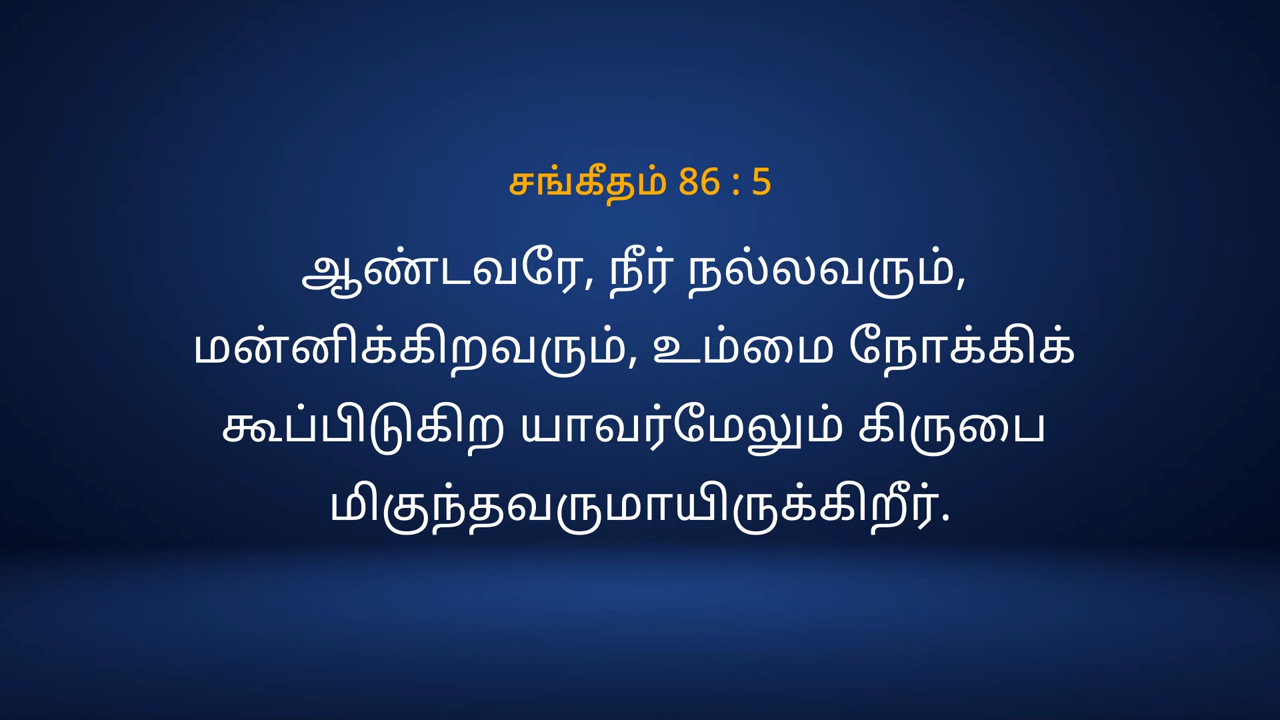 சங்கீதம் 86 : 5
ஆண்டவரே, நீர் நல்லவரும்,
மன்னிக்கிறவரும், உம்மை நோக்கிக்
கூப்பிடுகிற யாவர்மேலும் கிருபை
மிகுந்தவருமாயிருக்கிறீர்.